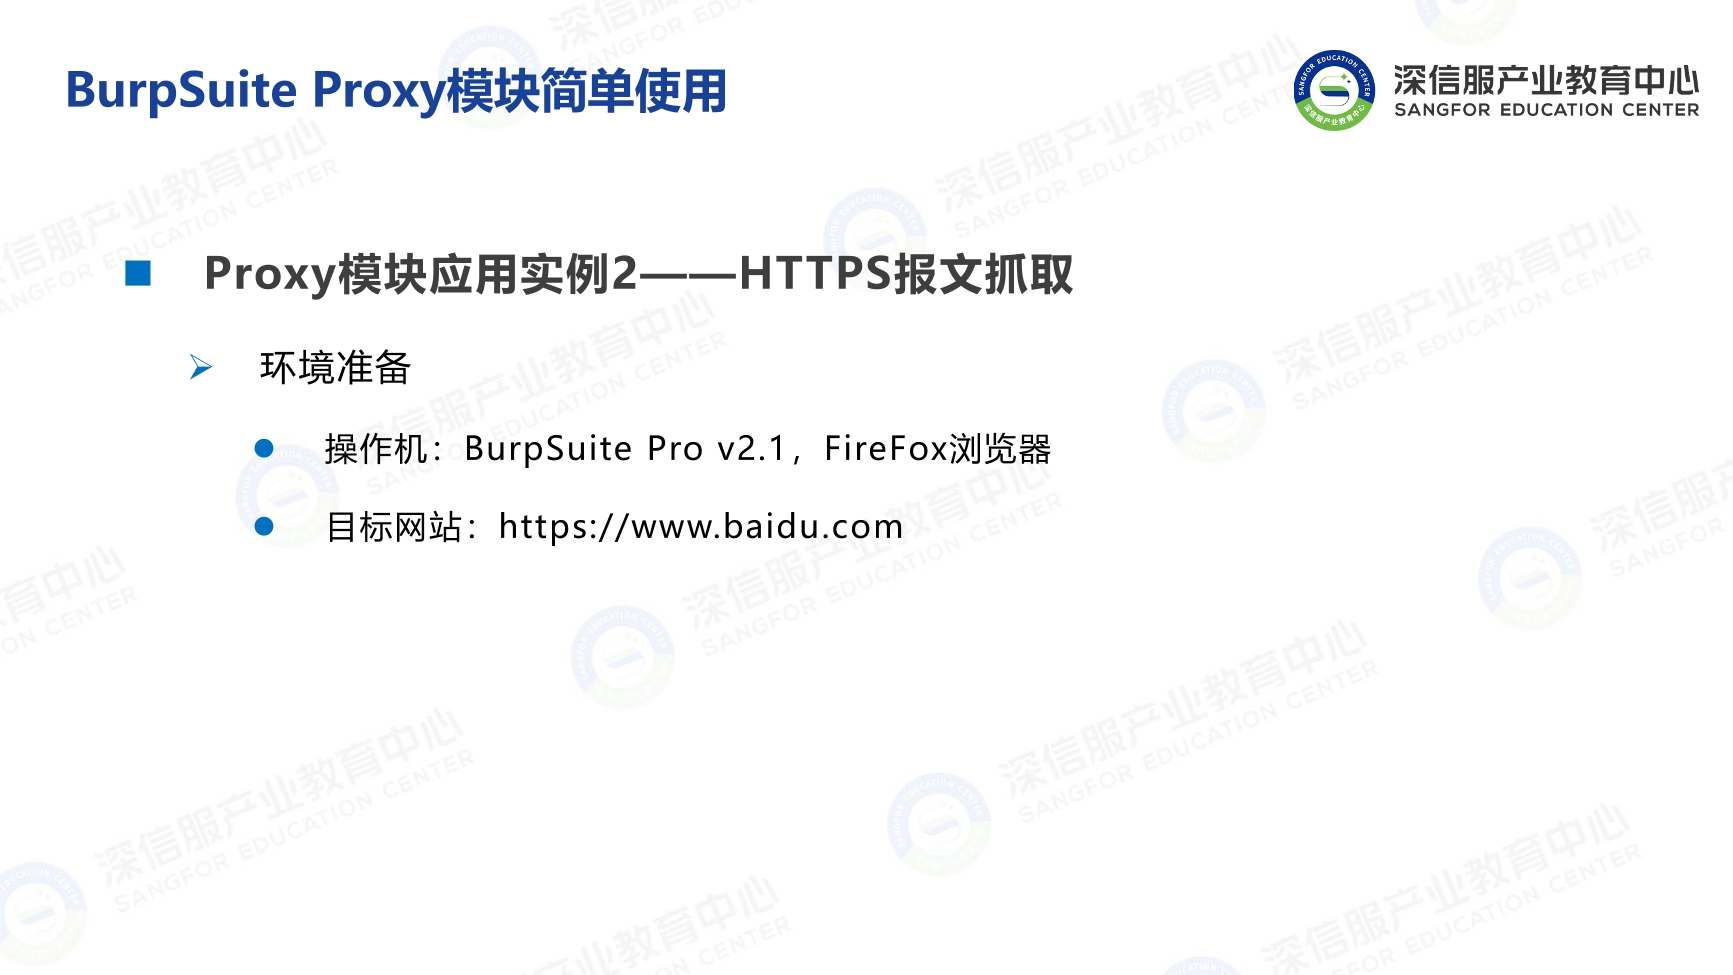 BurpSuite Proxy模块简单使用
深信服产业教育中心
SANGFOR EDUCATION CENTER
Proxy模块应用实例2——HTTPS报文抓取
环境准备
操作机：BurpSuite Pro v2.1，FireFox浏览器
目标网站：https://www.baidu.com